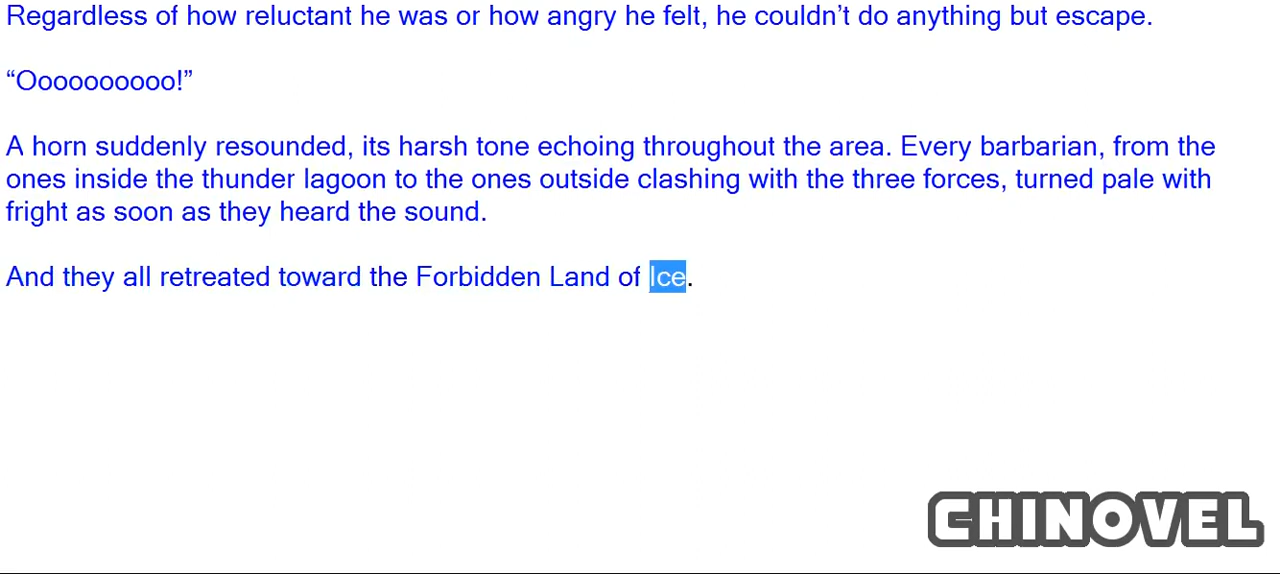 Regardless of how reluctant he was or how angry he felt, he couldn’t do anything but escape.
“Oooooooooo!”
A horn suddenly resounded, its harsh tone echoing throughout the area. Every barbarian, from the
ones inside the thunder lagoon to the ones outside clashing with the three forces, turned pale with
fright as soon as they heard the sound.
And they all retreated toward the Forbidden Land of Ice.
CHINOVEL